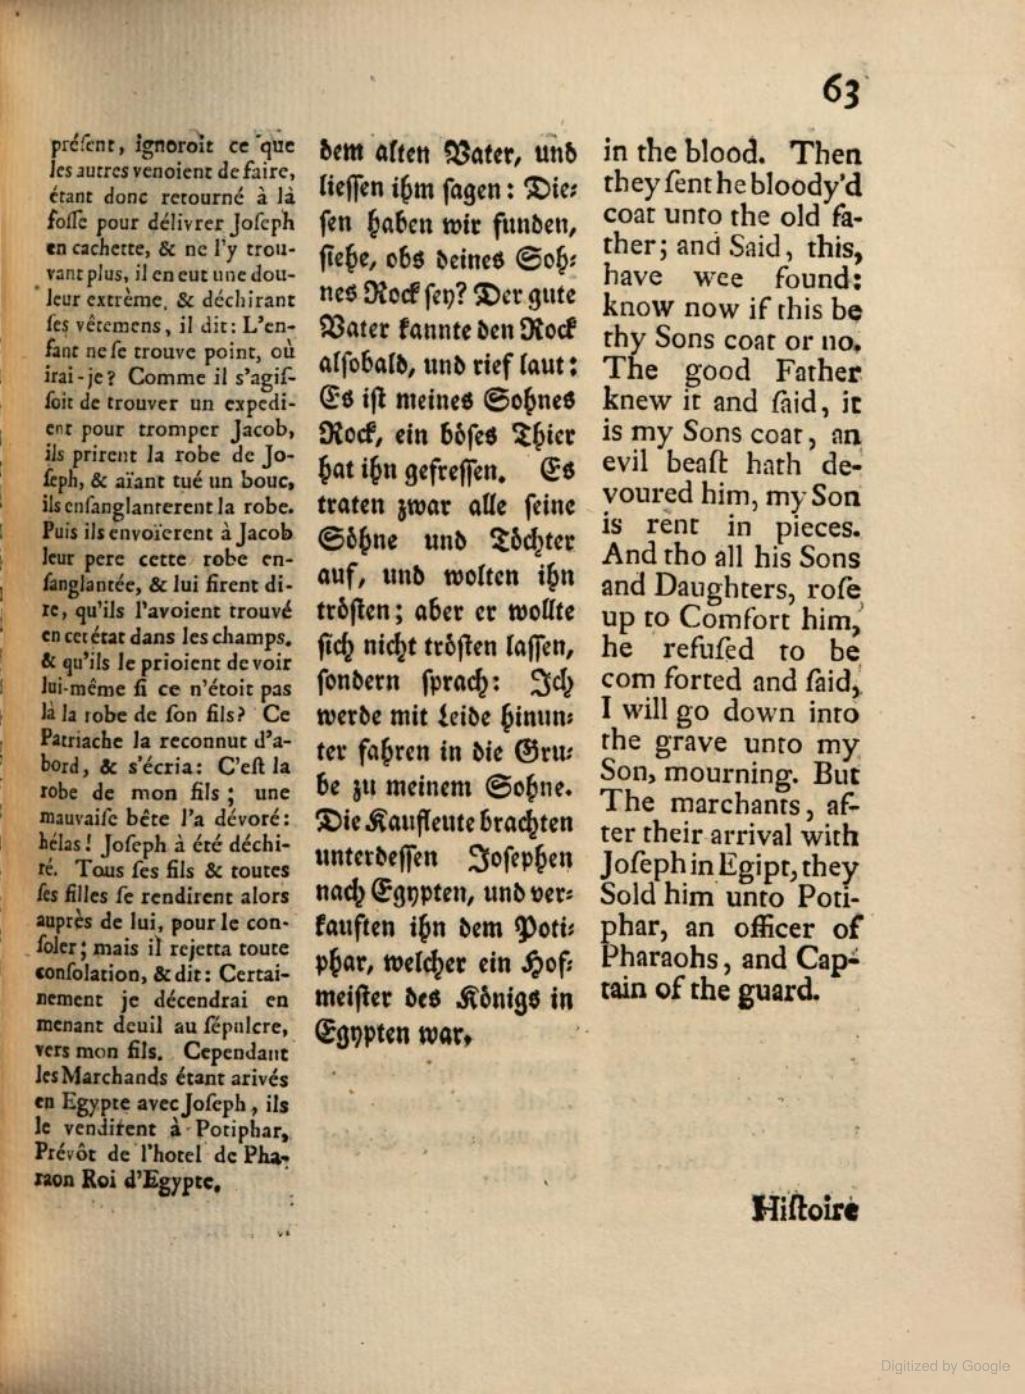 63
préſent, ignoroit ce que
les autres venoient de faire,
étant donc retourné à là
foſſe pour délivrer Joſeph
en cachette, & ne l'y trou-
vant plus, il en eut une dou-
leur extrème, & déchirant
ſes vêtemens, il dit: L'en-
fant ne ſe trouve point, où
irai-je? Comme il s'agiſ-
ſoit de trouver un expedi-
ent pour tromper Jacob,
ils prirent la robe de Jo-
ſeph, & aïant tué un bouc,
ils enſanglanterent la robe.
Puis ils envoïerent à Jacob
leur pere cette robe en-
ſanglantée, & lui firent di-
re, qu'ils l'avoient trouvé
en cet état dans les champs.
& qu'ils le prioient de voir
lui-même ſi ce n'étoit pas
là la robe de ſon fils? Ce
Patriache la reconnut d'a-
bord, & s'écria: C'eſt la
robe de mon fils; une
mauvaiſe bête l'a dévoré:
hélas! Joſeph à été déchi-
ré. Tous ſes fils & toutes
ſes filles ſe rendirent alors
auprès de lui, pour le con-
ſoler; mais il rejetta toute
conſolation, & dit: Certai-
nement je décendrai en
menant deuil au ſépulcre,
vers mon fils. Cependant
les Marchands étant arivés
en Egypte avec Joſeph, ils
le vendirent à Potiphar,
Prévôt de l'hotel de Pha-
raon Roi d'Egypte.
dem alten Vater, und
lieſſen ihm ſagen: Die-
ſen haben wir funden,
ſiehe, obs deines Soh-
nes Rock ſey? Der gute
Vater kannte den Rock
alſobald, und rief laut:
Es iſt meines Sohnes
Rock, ein böſes Thier
hat ihn gefreſſen. Es
traten zwar alle ſeine
Söhne und Töchter
auf, und wolten ihn
tröſten; aber er wollte
ſich nicht tröſten laſſen,
ſondern ſprach: Ich
werde mit Leide hinun-
ter fahren in die Gru-
be zu meinem Sohne.
Die Kaufleute brachten
unterdeſſen Joſephen
nach Egypten, und ver-
kauften ihn dem Poti-
phar, welcher ein Hof-
meiſter des Königs in
Egypten war.
in the blood. Then
they ſent he bloody'd
coat unto the old fa-
ther; and Said, this,
have wee found:
know now if this be
thy Sons coat or no.
The good Father
knew it and ſaid, it
is my Sons coat, an
evil beaſt hath de-
voured him, my Son
is rent in pieces.
And tho all his Sons
and Daughters, roſe
up to Comfort him,
he refuſed to be
com forted and ſaid,
I will go down into
the grave unto my
Son, mourning. But
The marchants, af-
ter their arrival with
Joſeph in Egipt, they
Sold him unto Poti-
phar, an officer of
Pharaohs, and Cap-
tain of the guard.
Hiſtoire
Digitized by Google